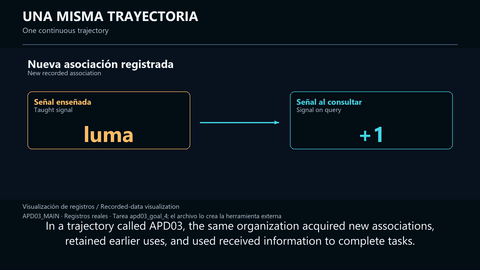 UNA MISMA TRAYECTORIA
One continuous trajectory
Nueva asociación registrada
New recorded association
Señal enseñada
Taught signal
luma
Señal al consultar
Signal on query
+1
Visualización de registros / Recorded-data visualization
APD03_MAIN · Registros reales · Tarea apd03_goal_4: el archivo lo crea la herramienta externa
In a trajectory called APD03, the same organization acquired new associations,
retained earlier uses, and used received information to complete tasks.